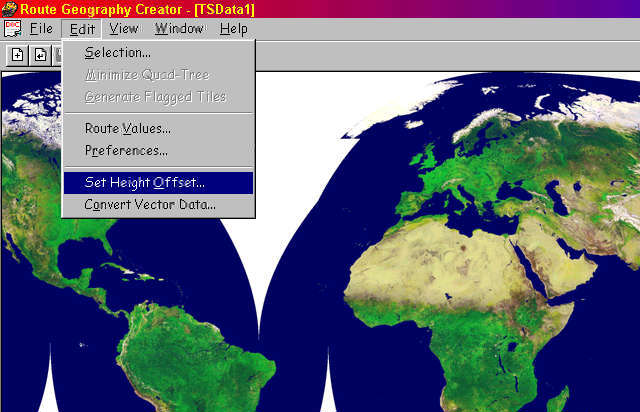 Route Geography Creator - [TSData1]
File Edit View Window Help
Selection...
Minimize Quad-Tree
Generate Flagged Tiles
Route Values...
Preferences...
Set Height Offset...
Convert Vector Data...